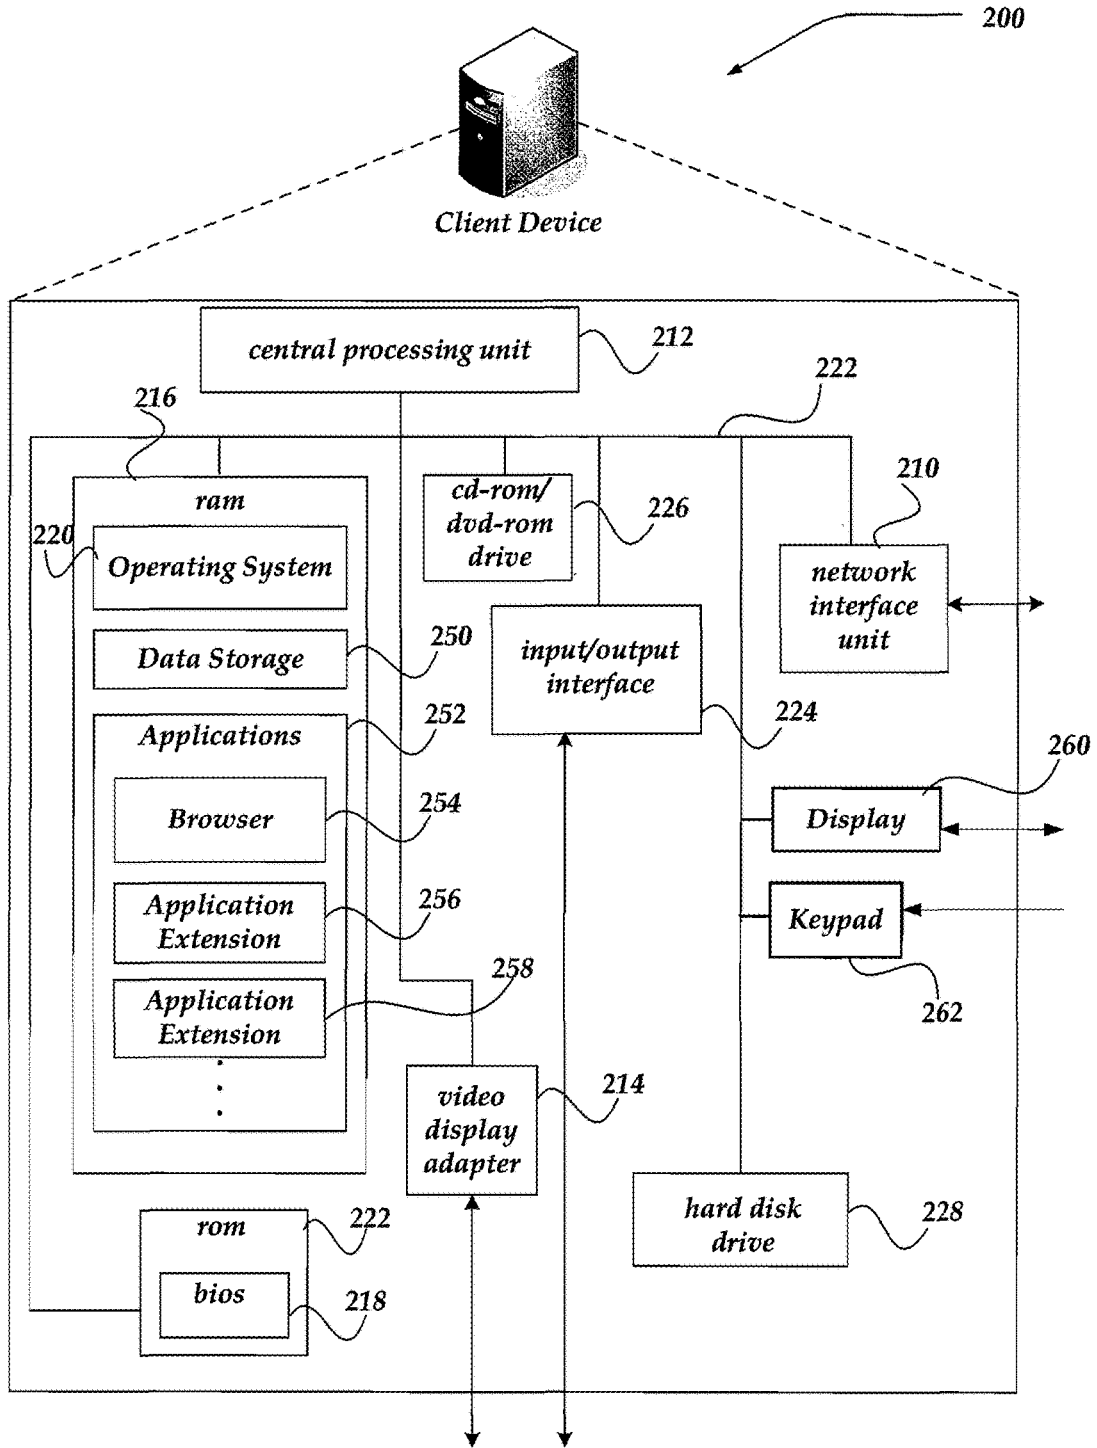 200
Client Device
central processing unit
212
222
216
ram
220
Operating System
Data Storage
250
Applications
252
Browser
254
Application
Extension
256
Application
Extension
258
cd-rom/
dvd-rom
drive
226
input/output
interface
224
210
network
interface
unit
260
Display
Keypad
262
video
display
adapter
214
hard disk
drive
228
rom
222
bios
218